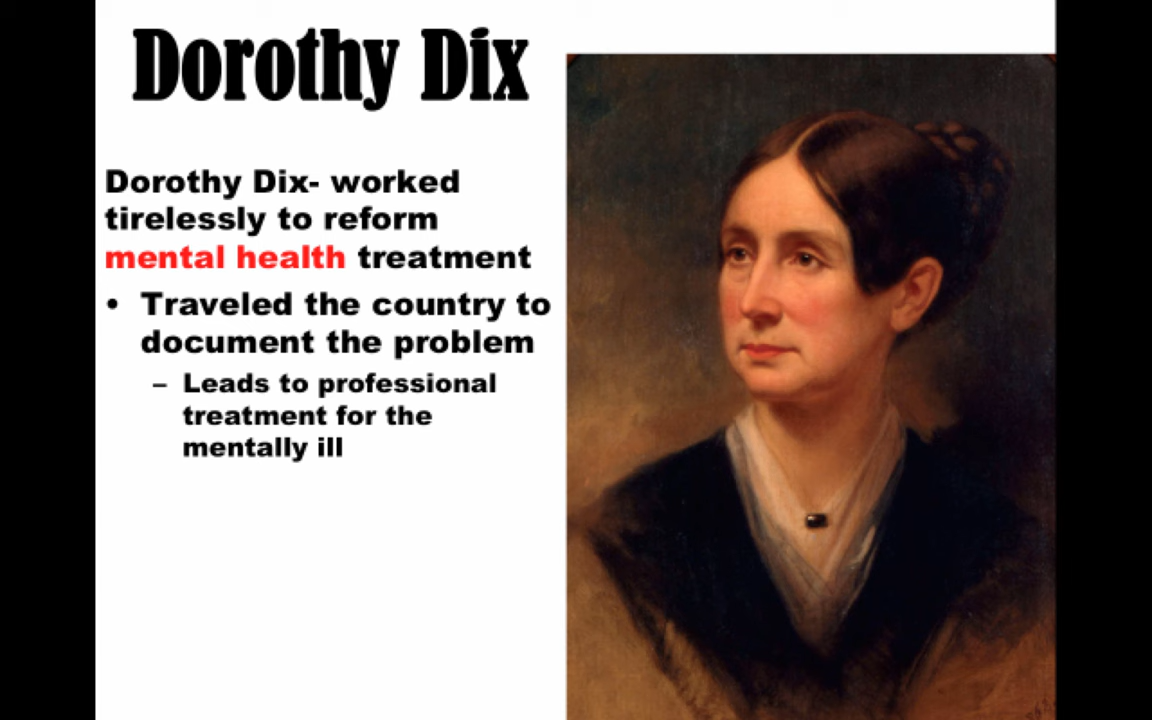 Dorothy Dix
Dorothy Dix- worked
tirelessly to reform
mental health treatment
• Traveled the country to
document the problem
– Leads to professional
treatment for the
mentally ill